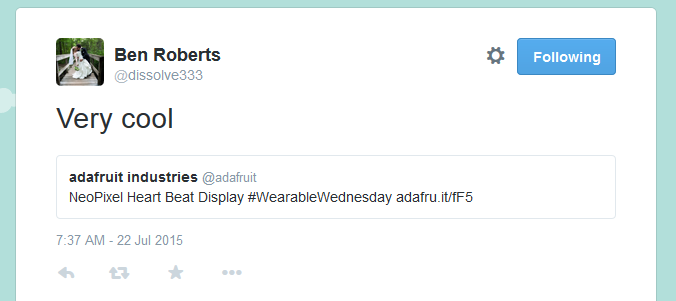 Ben Roberts
@dissolve333
Following
Very cool
adafruit industries @adafruit
NeoPixel Heart Beat Display #WearableWednesday adafru.it/fF5
7:37 AM - 22 Jul 2015